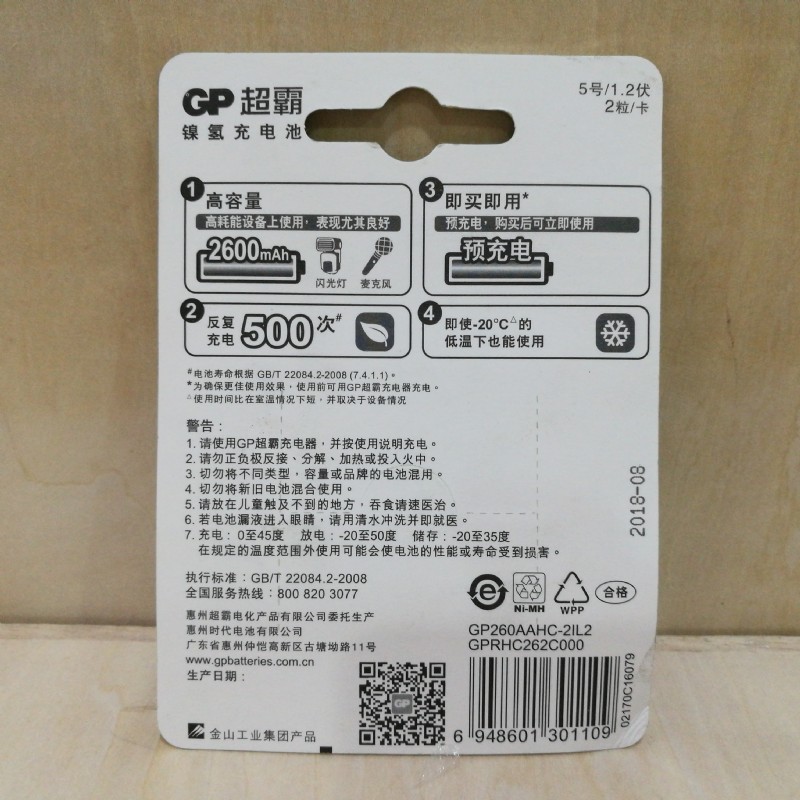 GP超霸
镍氢充电池
5号/1.2伏
2粒/卡
1 高容量
高耗能设备上使用，表现尤其良好
2600mAh
闪光灯 麦克风
2 反复充电500次#
3 即买即用*
预充电，购买后可立即使用
预充电
4 即使-20°C△的
低温下也能使用
#电池寿命根据 GB/T 22084.2-2008 (7.4.1.1)。
*为确保更佳使用效果，使用前可用GP超霸充电器充电。
△使用时间比在室温情况下短，并取决于设备情况
警告：
1. 请使用GP超霸充电器，并按使用说明充电。
2. 请勿正负极反接、分解、加热或投入火中。
3. 切勿将不同类型，容量或品牌的电池混用。
4. 切勿将新旧电池混合使用。
5. 请放在儿童触及不到的地方，吞食请速医治。
6. 若电池漏液进入眼睛，请用清水冲洗并即就医。
7. 充电：0至45度 放电：-20至50度 储存：-20至35度
在规定的温度范围外使用可能会使电池的性能或寿命受到损害。
2018-08
执行标准：GB/T 22084.2-2008
全国服务热线：800 820 3077
惠州超霸电化产品有限公司委托生产
惠州时代电池有限公司
广东省惠州仲恺高新区古塘坳路11号
www.gpbatteries.com.cn
生产日期：
金山工业集团产品
e
Ni-MH
WPP
合格
GP260AAHC-2IL2
GPRHC262C000
GP
6 948601 301109
02170C16079